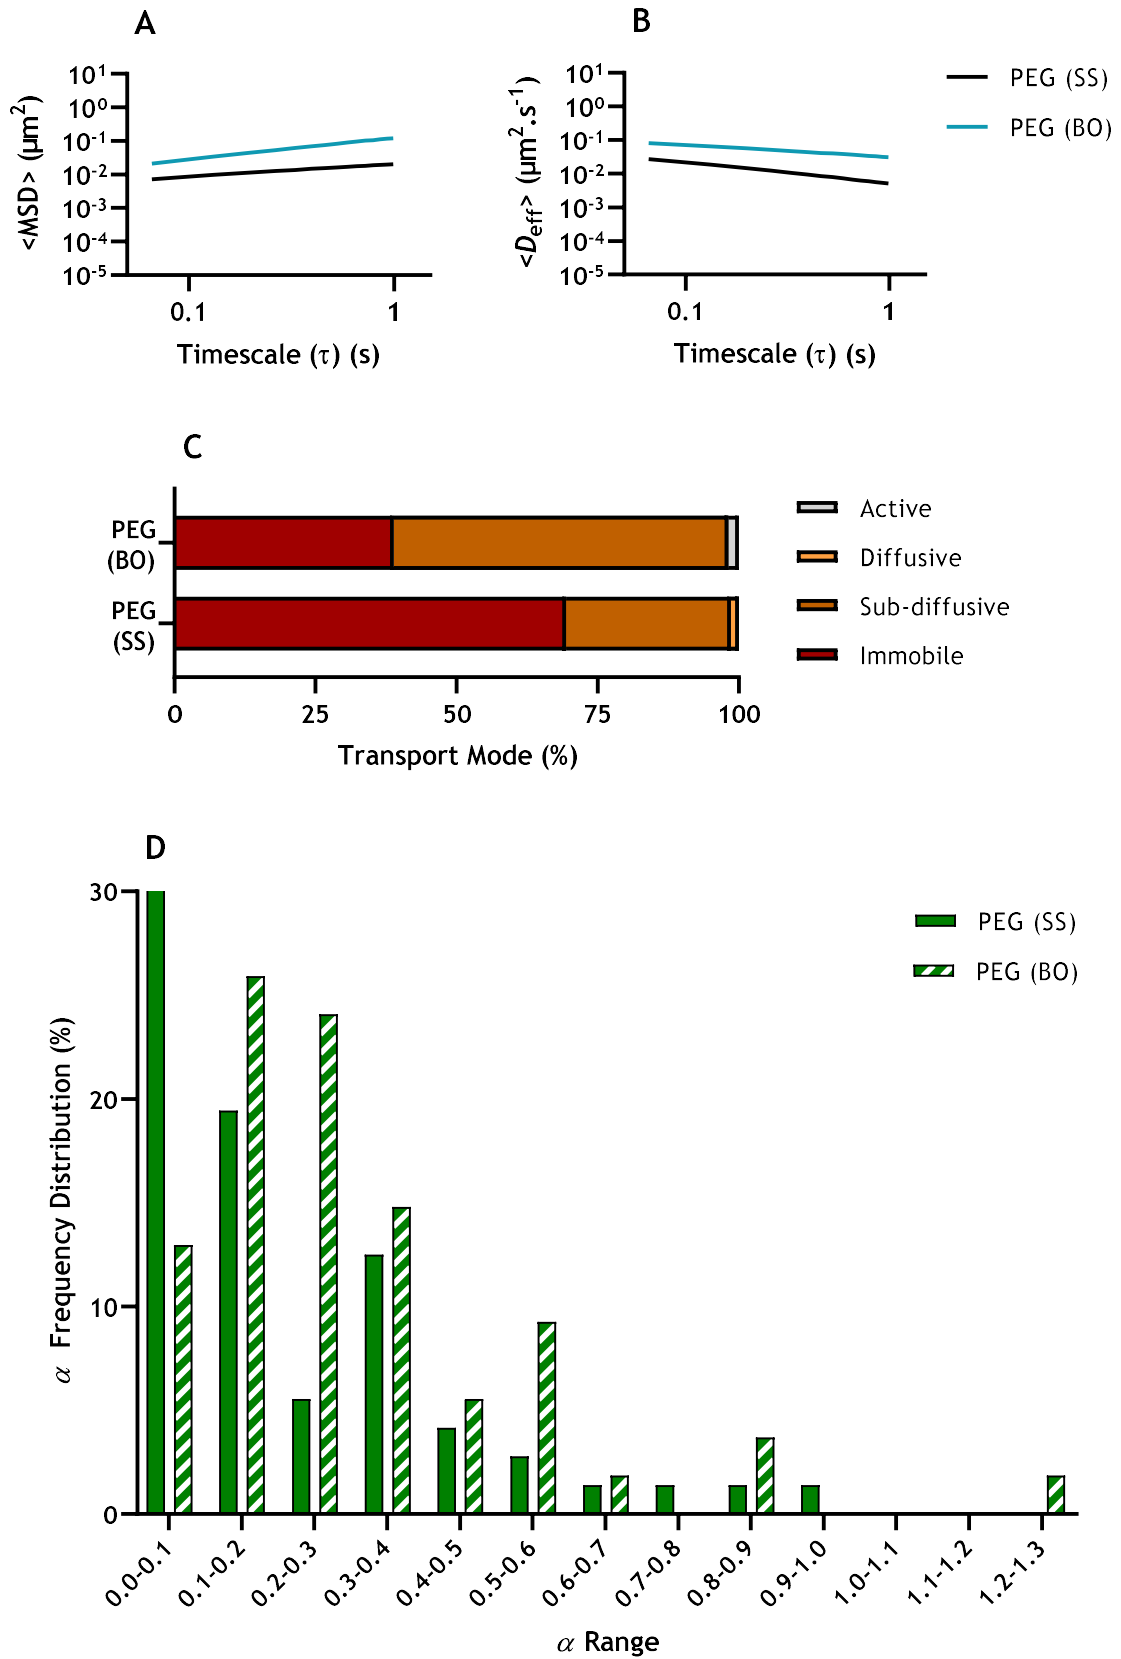 A
10¹
10⁰
10⁻¹
10⁻²
10⁻³
10⁻⁴
10⁻⁵
<MSD> (µm²)
0.1
1
Timescale (τ) (s)
B
10¹
10⁰
10⁻¹
10⁻²
10⁻³
10⁻⁴
10⁻⁵
<Deff> (µm².s⁻¹)
0.1
1
Timescale (τ) (s)
PEG (SS)
PEG (BO)
C
PEG
(BO)
PEG
(SS)
0
25
50
75
100
Transport Mode (%)
Active
Diffusive
Sub-diffusive
Immobile
D
30
20
10
0
α Frequency Distribution (%)
PEG (SS)
PEG (BO)
0.0-0.1
0.1-0.2
0.2-0.3
0.3-0.4
0.4-0.5
0.5-0.6
0.6-0.7
0.7-0.8
0.8-0.9
0.9-1.0
1.0-1.1
1.1-1.2
1.2-1.3
α Range